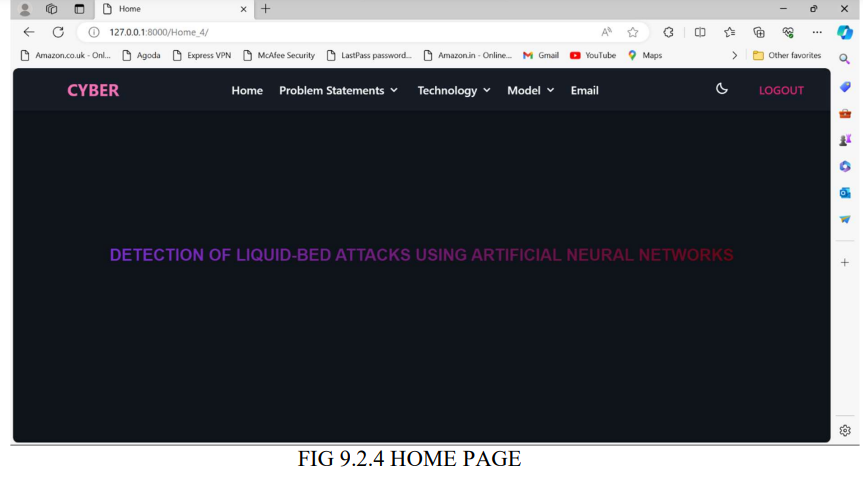 Home
127.0.0.1:8000/Home_4/
Amazon.co.uk - Onl... Agoda Express VPN McAfee Security LastPass password... Amazon.in - Online... Gmail YouTube Maps Other favorites
CYBER Home Problem Statements Technology Model Email LOGOUT
DETECTION OF LIQUID-BED ATTACKS USING ARTIFICIAL NEURAL NETWORKS
FIG 9.2.4 HOME PAGE